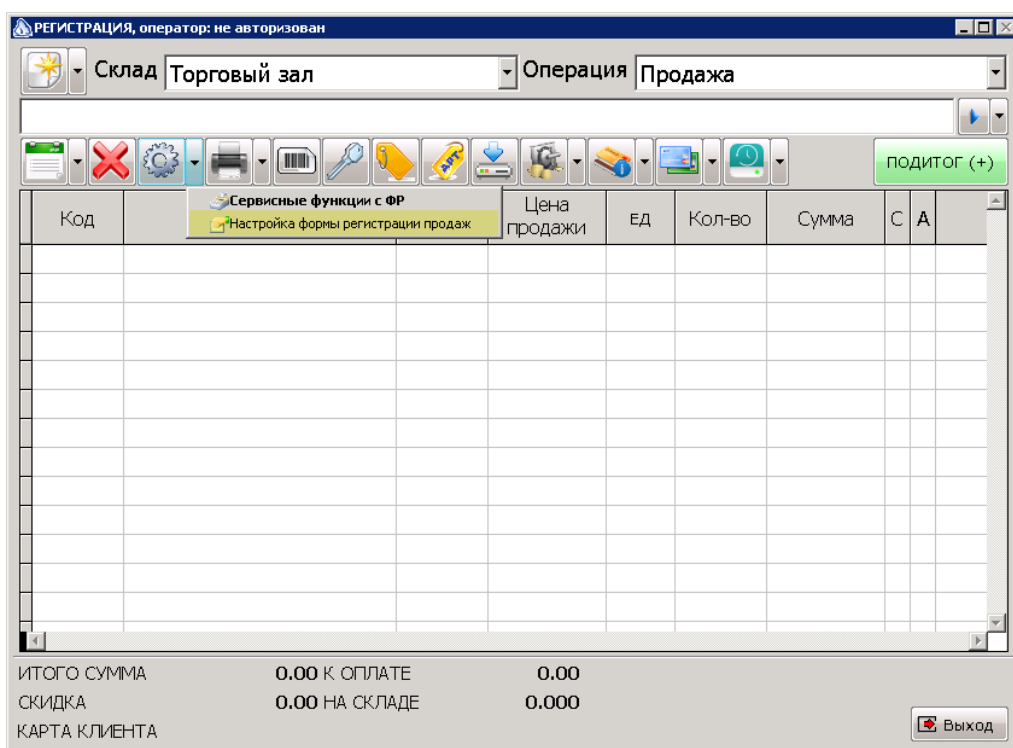 РЕГИСТРАЦИЯ, оператор: не авторизован
Склад Торговый зал Операция Продажа
ПОДИТОГ (+)
Сервисные функции с ФР
Настройка формы регистрации продаж
Код Цена продажи ЕД Кол-во Сумма С А
ИТОГО СУММА 0.00 К ОПЛАТЕ 0.00
СКИДКА 0.00 НА СКЛАДЕ 0.000
КАРТА КЛИЕНТА
Выход